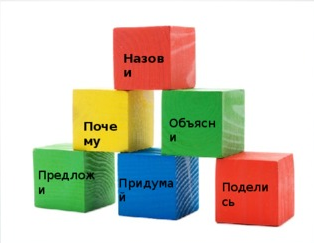 Назов
и
Поче
му
Объясн
и
Предлож
и
Придума
й
Подели
сь